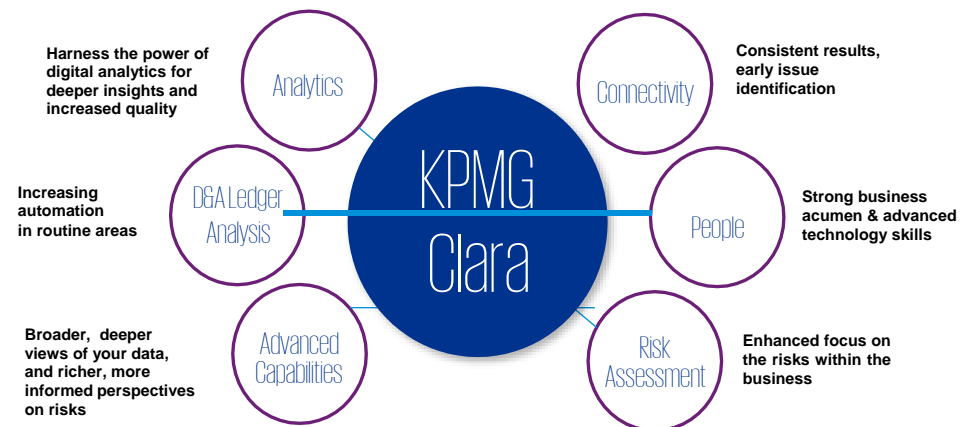 Harness the power of
digital analytics for
deeper insights and
increased quality
Analytics
Connectivity
Consistent results,
early issue
identification
Increasing
automation
in routine areas
D&A Ledger
Analysis
KPMG
Clara
People
Strong business
acumen & advanced
technology skills
Broader, deeper
views of your data,
and richer, more
informed perspectives
on risks
Advanced
Capabilities
Risk
Assessment
Enhanced focus on
the risks within the
business